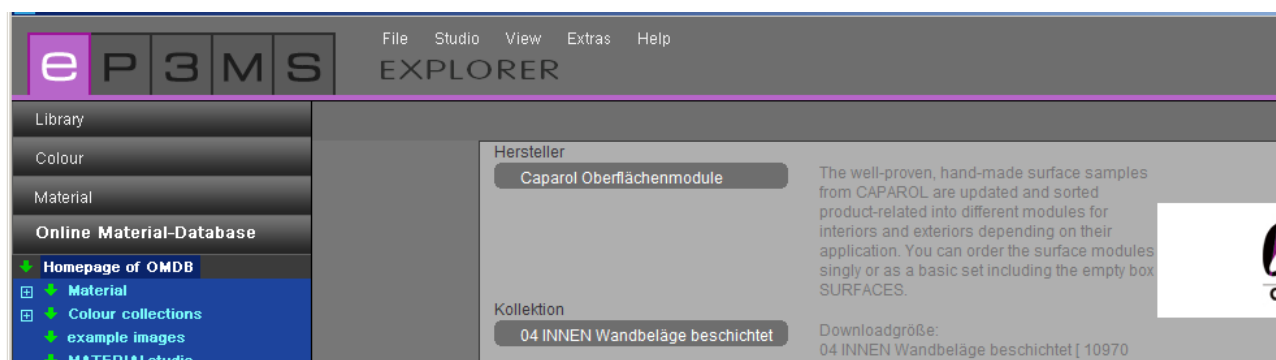 e P 3 M S
File Studio View Extras Help
EXPLORER
Library
Colour
Material
Online Material-Database
Homepage of OMDB
Material
Colour collections
example images
MATERIALstudio
Hersteller
Caparol Oberflächenmodule
The well-proven, hand-made surface samples
from CAPAROL are updated and sorted
product-related into different modules for
interiors and exteriors depending on their
application. You can order the surface modules
singly or as a basic set including the empty box
SURFACES.
Kollektion
04 INNEN Wandbeläge beschichtet
Downloadgröße:
04 INNEN Wandbeläge beschichtet [ 10970